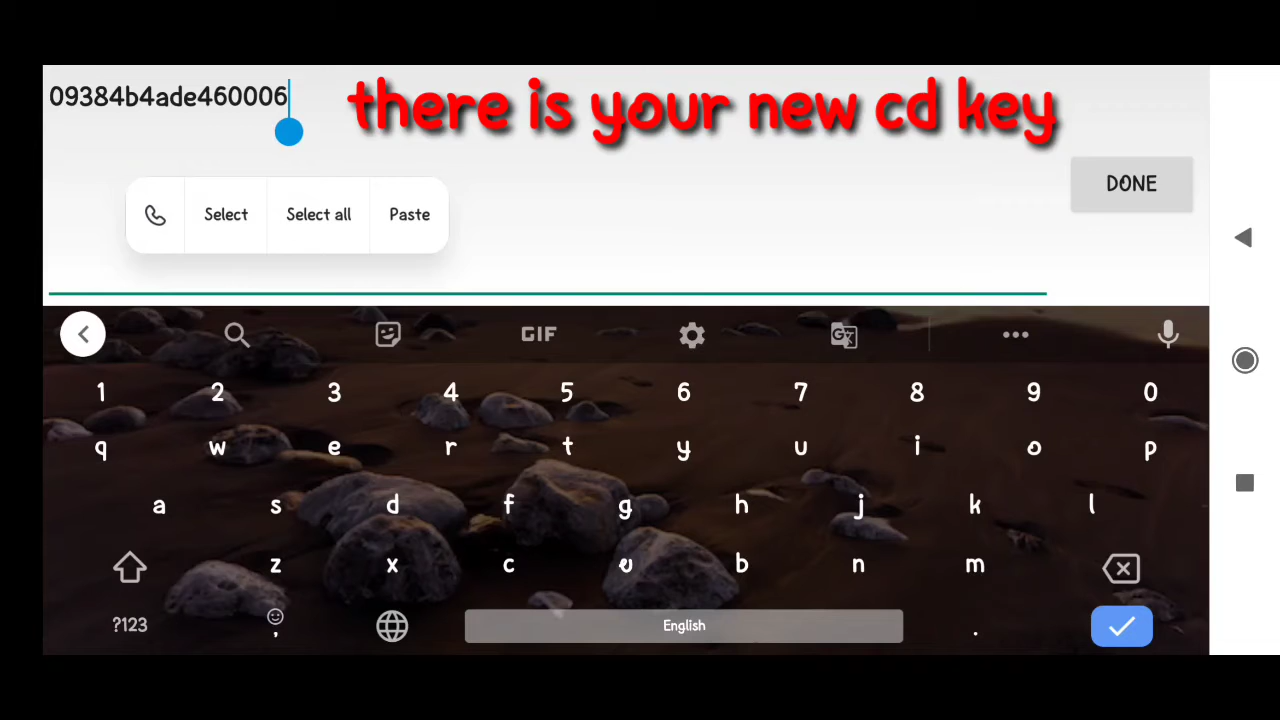 09384b4ade460006
there is your new cd key
DONE
Select Select all Paste
GIF
1 2 3 4 5 6 7 8 9 0
q w e r t y u i o p
a s d f g h j k l
z x c v b n m
?123 , English .